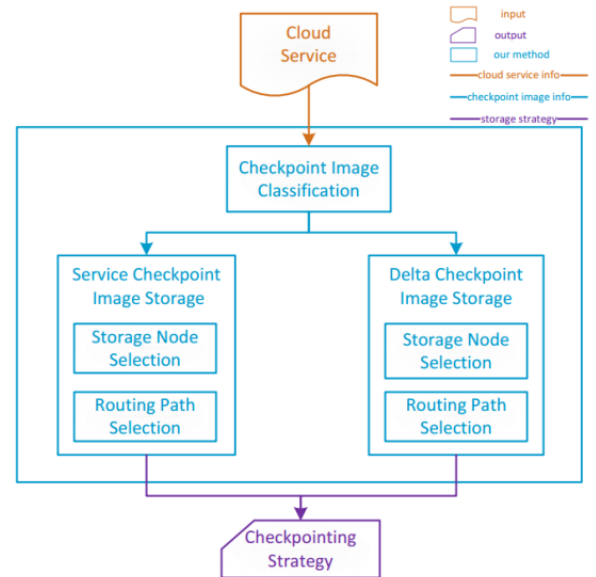 Cloud
Service
input
output
our method
cloud service info
checkpoint image info
storage strategy
Checkpoint Image
Classification
Service Checkpoint
Image Storage
Storage Node
Selection
Routing Path
Selection
Delta Checkpoint
Image Storage
Storage Node
Selection
Routing Path
Selection
Checkpointing
Strategy